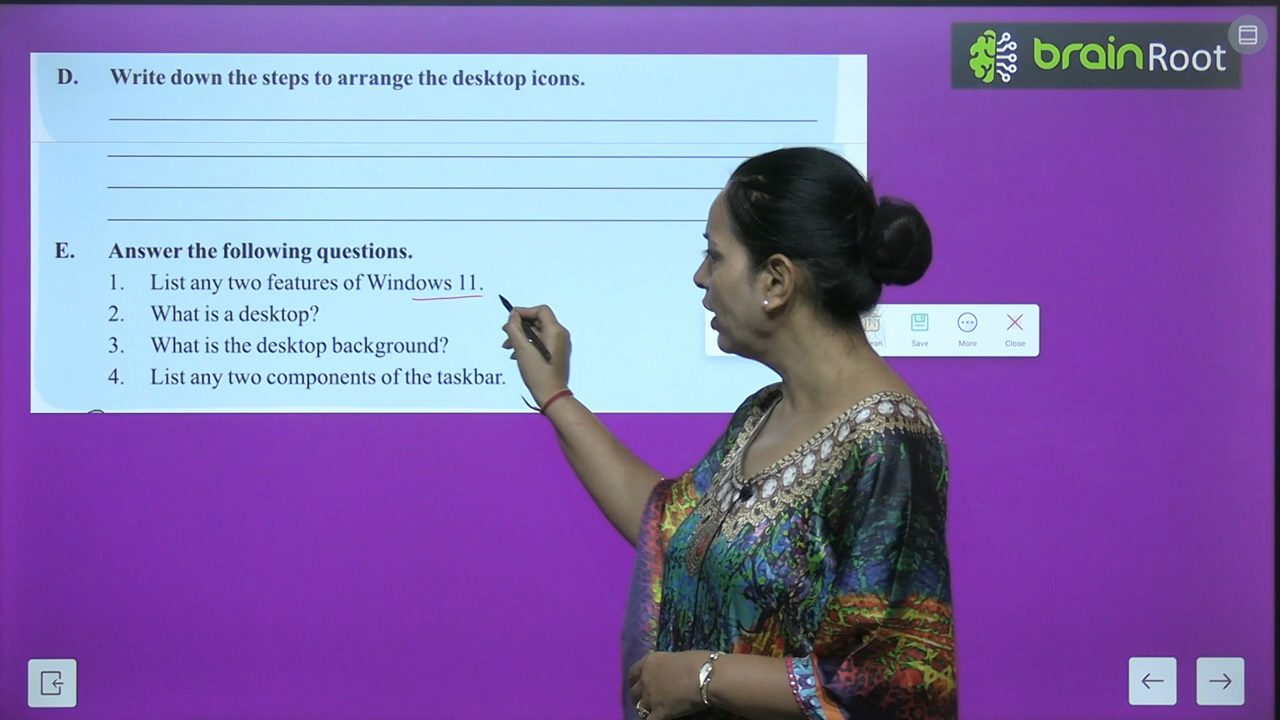 brainRoot
D. Write down the steps to arrange the desktop icons.
E. Answer the following questions.
1. List any two features of Windows 11.
2. What is a desktop?
3. What is the desktop background?
4. List any two components of the taskbar.
Save More Close